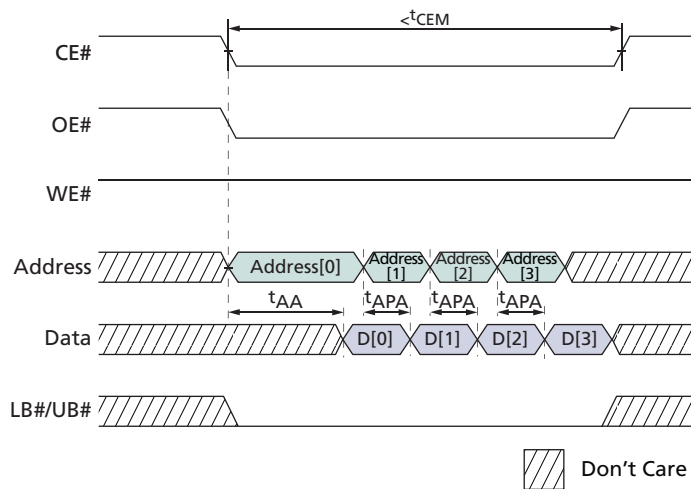 <tCEM
CE#
OE#
WE#
Address
Address[0]
Address
[1]
Address
[2]
Address
[3]
tAA
tAPA
tAPA
tAPA
Data
D[0]
D[1]
D[2]
D[3]
LB#/UB#
Don't Care